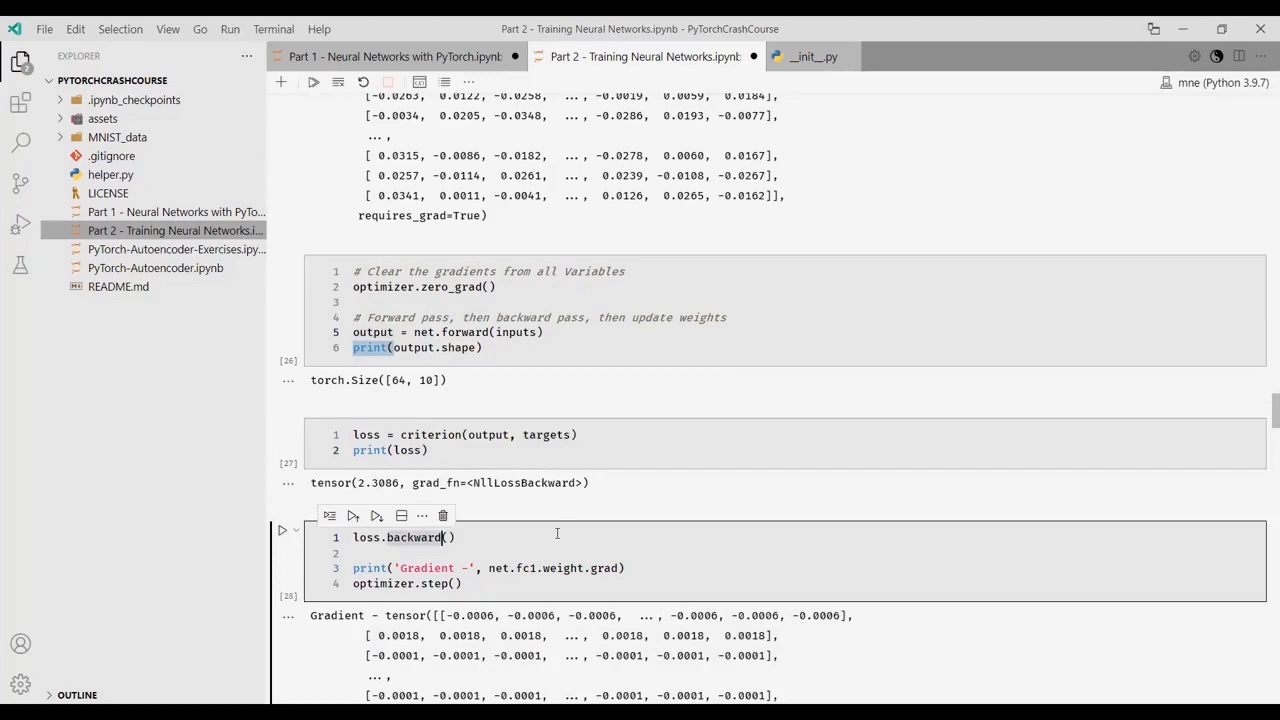 File Edit Selection View Go Run Terminal Help
Part 2 - Training Neural Networks.ipynb - PyTorchCrashCourse
EXPLORER
PYTORCHCRASHCOURSE
.ipynb_checkpoints
assets
MNIST_data
.gitignore
helper.py
LICENSE
Part 1 - Neural Networks with PyTo...
Part 2 - Training Neural Networks.i...
PyTorch-Autoencoder-Exercises.ipy...
PyTorch-Autoencoder.ipynb
README.md
OUTLINE
Part 1 - Neural Networks with PyTorch.ipynb
Part 2 - Training Neural Networks.ipynb
__init__.py
mne (Python 3.9.7)
[-0.0263, 0.0122, -0.0258, ..., -0.0019, 0.0059, 0.0184],
[-0.0034, 0.0205, -0.0348, ..., -0.0286, 0.0193, -0.0077],
...,
[ 0.0315, -0.0086, -0.0182, ..., -0.0278, 0.0060, 0.0167],
[ 0.0257, -0.0114, 0.0261, ..., 0.0239, -0.0108, -0.0267],
[ 0.0341, 0.0011, -0.0041, ..., 0.0126, 0.0265, -0.0162]],
requires_grad=True)
1 # Clear the gradients from all Variables
2 optimizer.zero_grad()
3
4 # Forward pass, then backward pass, then update weights
5 output = net.forward(inputs)
6 print(output.shape)
[26]
... torch.Size([64, 10])
1 loss = criterion(output, targets)
2 print(loss)
[27]
... tensor(2.3086, grad_fn=<NllLossBackward>)
1 loss.backward()
2
3 print('Gradient -', net.fc1.weight.grad)
4 optimizer.step()
[28]
... Gradient - tensor([[-0.0006, -0.0006, -0.0006, ..., -0.0006, -0.0006, -0.0006],
[ 0.0018, 0.0018, 0.0018, ..., 0.0018, 0.0018, 0.0018],
[-0.0001, -0.0001, -0.0001, ..., -0.0001, -0.0001, -0.0001],
...,
[-0.0001, -0.0001, -0.0001, ..., -0.0001, -0.0001, -0.0001],